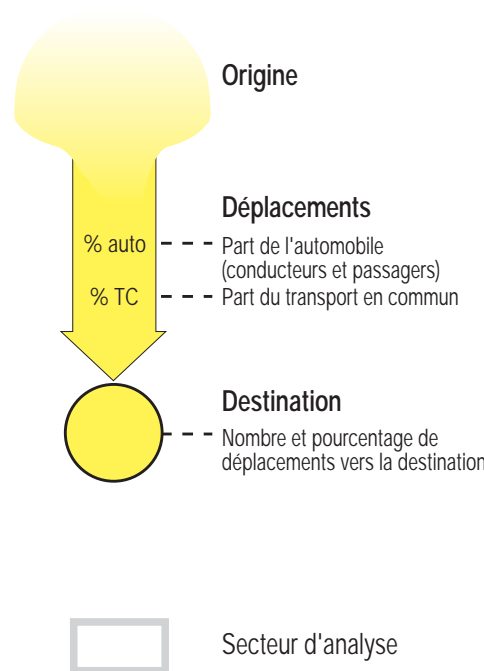 Origine
Déplacements
% auto
Part de l'automobile
(conducteurs et passagers)
% TC
Part du transport en commun
Destination
Nombre et pourcentage de
déplacements vers la destination
Secteur d'analyse